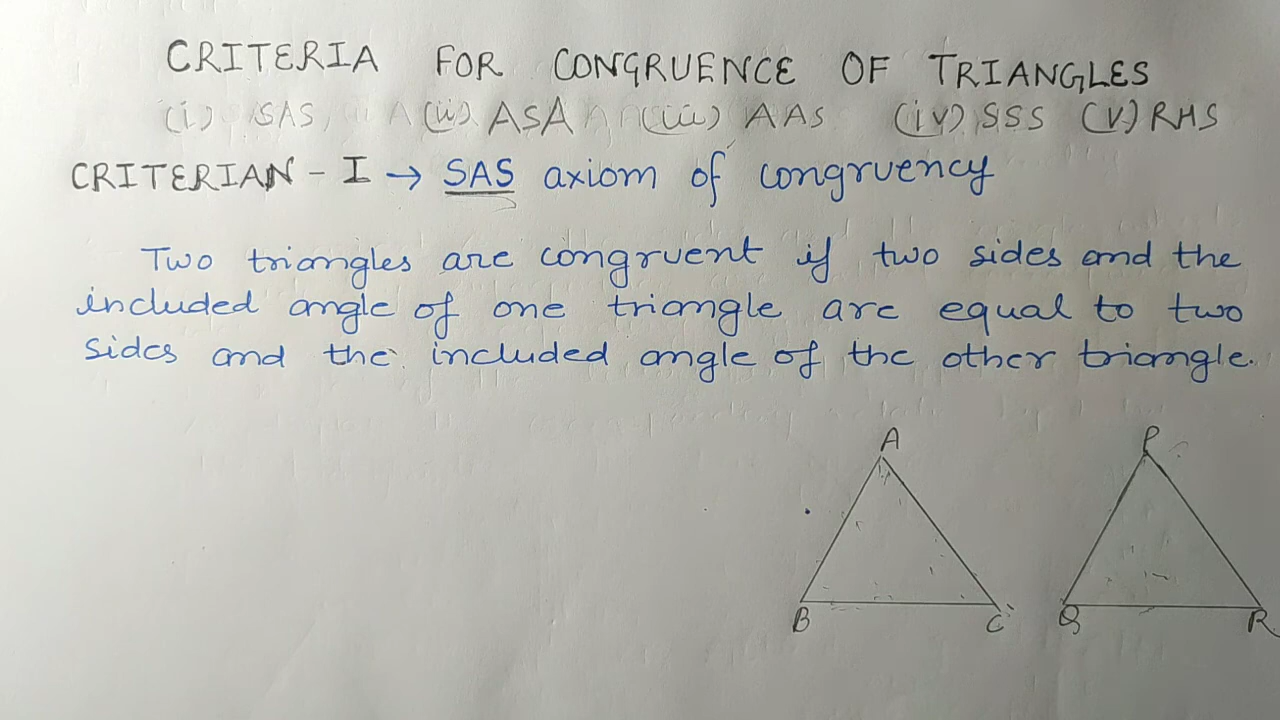 CRITERIA FOR CONGRUENCE OF TRIANGLES
(i) SAS, (ii) ASA (iii) AAS (iv) SSS (v) RHS
CRITERIAN - I → SAS axiom of congruency
Two triangles are congruent if two sides and the
included angle of one triangle are equal to two
sides and the included angle of the other triangle.
A P
B C Q R